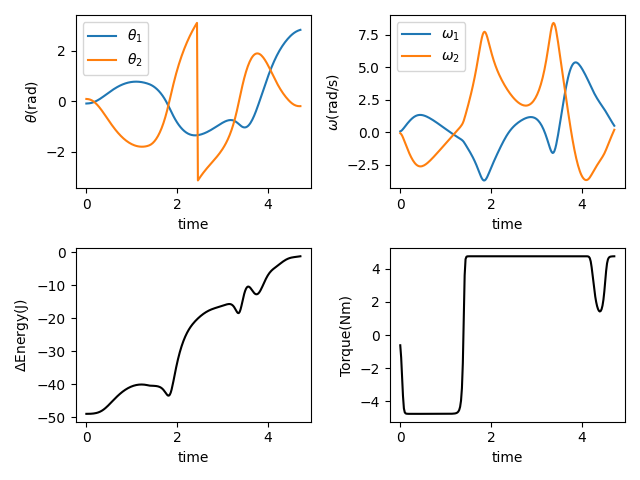 θ₁
θ₂
θ(rad)
2
0
−2
0
2
4
time
ω₁
ω₂
ω(rad/s)
7.5
5.0
2.5
0.0
−2.5
0
2
4
time
ΔEnergy(J)
0
−10
−20
−30
−40
−50
0
2
4
time
Torque(Nm)
4
2
0
−2
−4
0
2
4
time